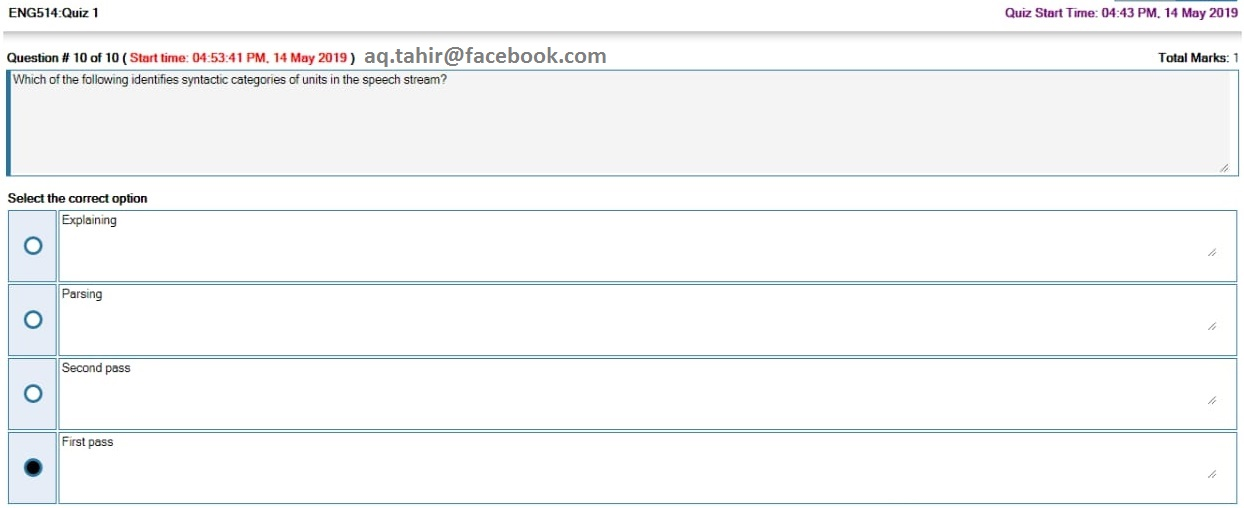 ENG514:Quiz 1 Quiz Start Time: 04:43 PM, 14 May 2019
Question # 10 of 10 ( Start time: 04:53:41 PM, 14 May 2019 ) aq.tahir@facebook.com Total Marks: 1
Which of the following identifies syntactic categories of units in the speech stream?
Select the correct option
Explaining
Parsing
Second pass
First pass